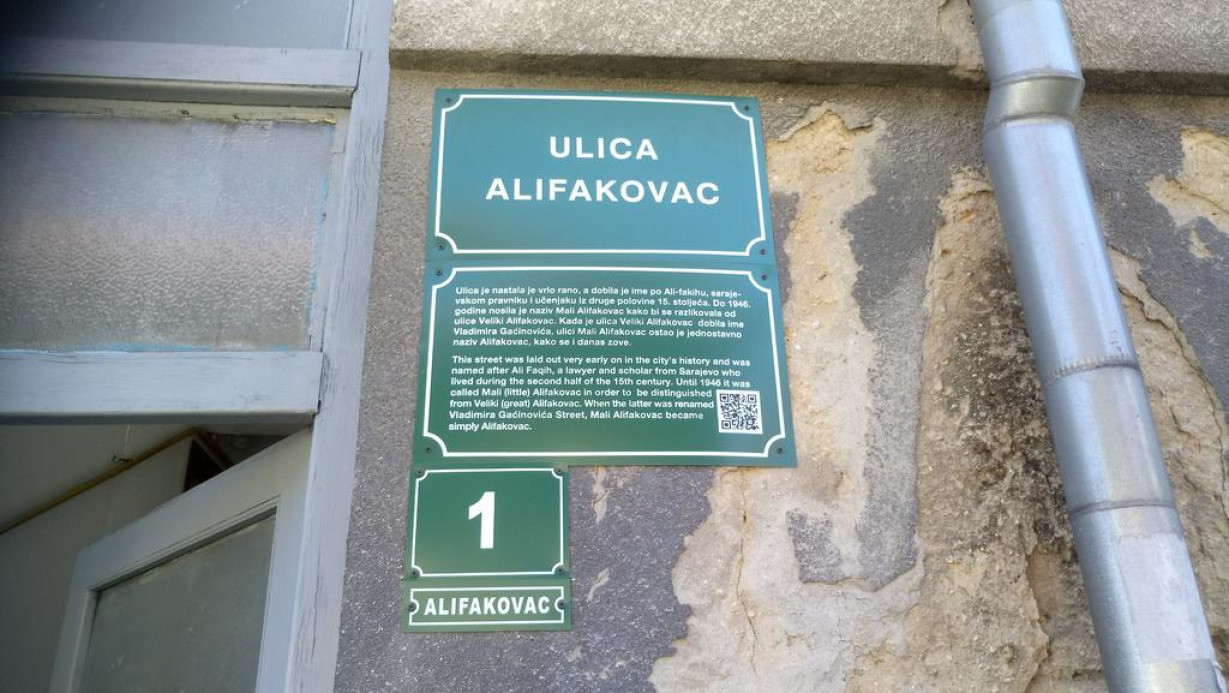 ULICA
ALIFAKOVAC
Ulica je nastala je vrlo rano, a dobila je ime po Ali-fakihu, saraje-
vskom pravniku i učenjaku iz druge polovine 15. stoljeća. Do 1946.
godine nosila je naziv Mali Alifakovac kako bi se razlikovala od
ulice Veliki Alifakovac. Kada je ulica Veliki Alifakovac dobila ime
Vladimira Gaćinovića, ulici Mali Alifakovac ostao je jednostavno
naziv Alifakovac, kako se i danas zove.
This street was laid out very early on in the city's history and was
named after Ali Faqih, a lawyer and scholar from Sarajevo who
lived during the second half of the 15th century. Until 1946 it was
called Mali (little) Alifakovac in order to be distinguished
from Veliki (great) Alifakovac. When the latter was renamed
Vladimira Gaćinovića Street, Mali Alifakovac became
simply Alifakovac.
1
ALIFAKOVAC